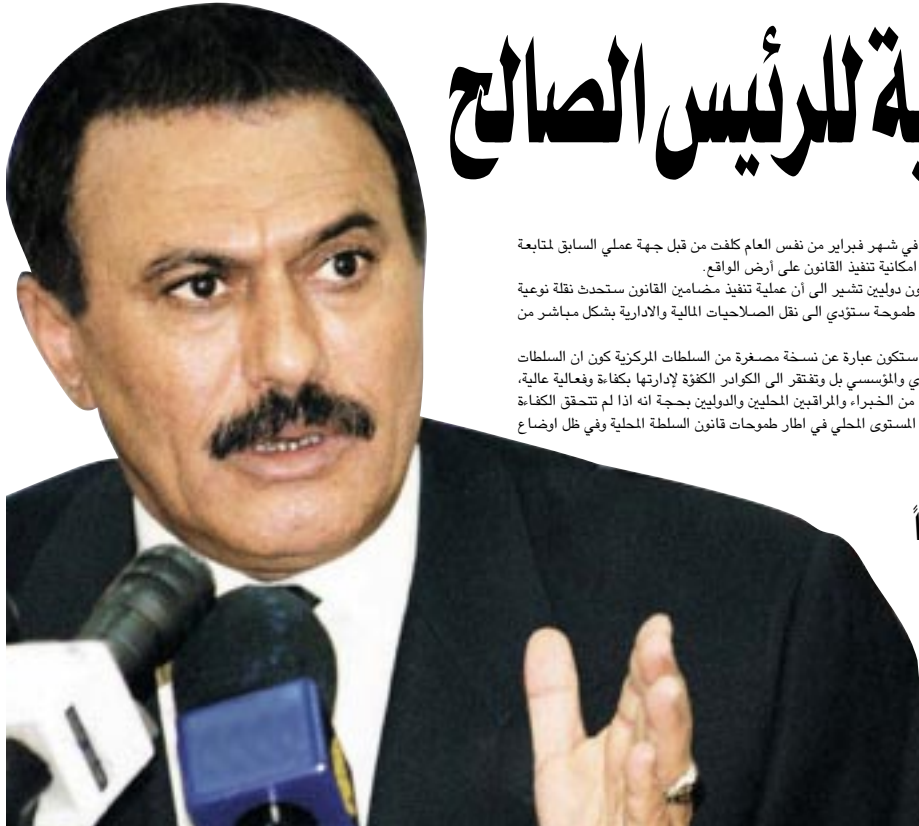 ية للرئيس الصالح
في شهر فبراير من نفس العام كلفت من قبل جهة عملي السابق لمتابعة
امكانية تنفيذ القانون على أرض الواقع.
ون دوليين تشير الى أن عملية تنفيذ مضامين القانون ستحدث نقلة نوعية
طموحة ستؤدي الى نقل الصلاحيات المالية والادارية بشكل مباشر من
ستكون عبارة عن نسخة مصغرة من السلطات المركزية كون ان السلطات
ي والمؤسسي بل وتفتقر الى الكوادر الكفؤة لإدارتها بكفاءة وفعالية عالية،
من الخبراء والمراقبين المحليين والدوليين بحجة انه اذا لم تتحقق الكفاءة
المستوى المحلي في اطار طموحات قانون السلطة المحلية وفي ظل اوضاع